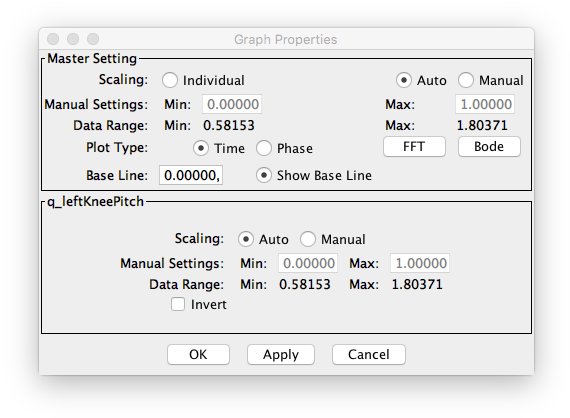 Graph Properties
Master Setting
Scaling: Individual Auto Manual
Manual Settings: Min: 0.00000 Max: 1.00000
Data Range: Min: 0.58153 Max: 1.80371
Plot Type: Time Phase FFT Bode
Base Line: 0.00000, Show Base Line
q_leftKneePitch
Scaling: Auto Manual
Manual Settings: Min: 0.00000 Max: 1.00000
Data Range: Min: 0.58153 Max: 1.80371
Invert
OK Apply Cancel